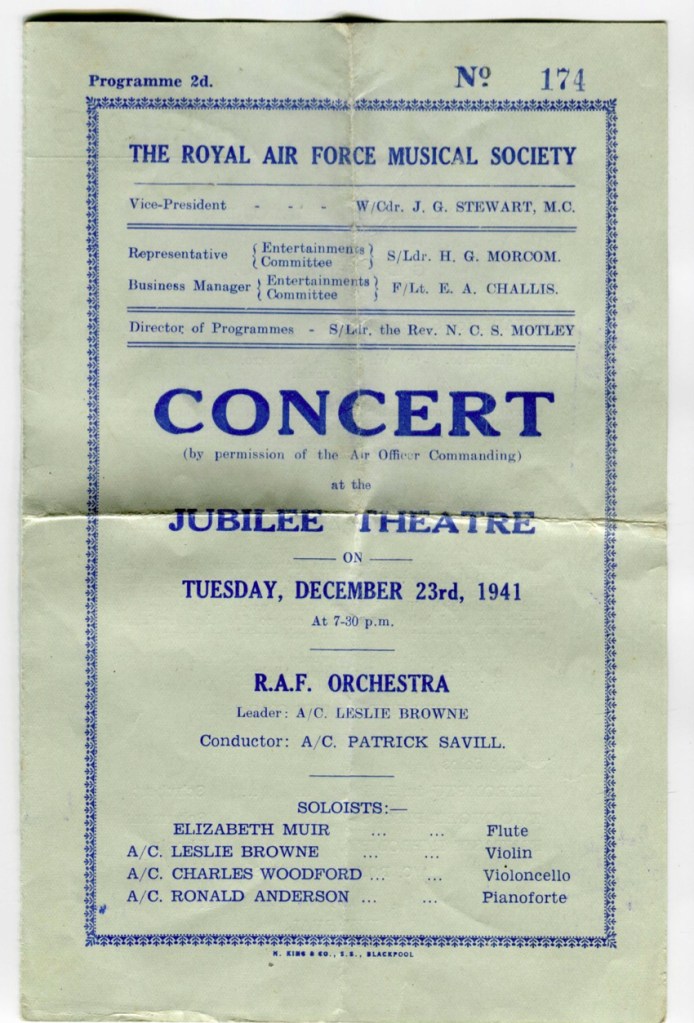 Programme 2d. Nº 174
THE ROYAL AIR FORCE MUSICAL SOCIETY
Vice-President - - - W/Cdr. J. G. STEWART, M.C.
Representative { Entertainments Committee } S/Ldr. H. G. MORCOM.
Business Manager { Entertainments Committee } F/Lt. E. A. CHALLIS.
Director of Programmes - S/Ldr. the Rev. N. C. S. MOTLEY
CONCERT
(by permission of the Air Officer Commanding)
at the
JUBILEE THEATRE
ON
TUESDAY, DECEMBER 23rd, 1941
At 7-30 p.m.
R.A.F. ORCHESTRA
Leader: A/C. LESLIE BROWNE
Conductor: A/C. PATRICK SAVILL.
SOLOISTS:—
ELIZABETH MUIR ... ... Flute
A/C. LESLIE BROWNE ... ... Violin
A/C. CHARLES WOODFORD ... ... Violoncello
A/C. RONALD ANDERSON ... ... Pianoforte
H. KING & CO., S.S., BLACKPOOL